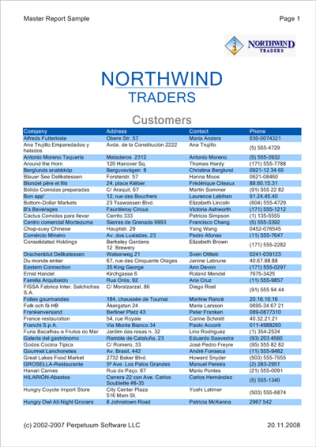 Master Report Sample Page 1
NORTHWIND
TRADERS
NORTHWIND
TRADERS
Customers
Company Address Contact Phone
Alfreds Futterkiste Obere Str. 57 Maria Anders 030-0074321
Ana Trujillo Emparedados y Avda. de la Constitución 2222 Ana Trujillo (5) 555-4729
helados
Antonio Moreno Taquería Mataderos 2312 Antonio Moreno (5) 555-3932
Around the Horn 120 Hanover Sq. Thomas Hardy (171) 555-7788
Berglunds snabbköp Berguvsvägen 8 Christina Berglund 0921-12 34 65
Blauer See Delikatessen Forsterstr. 57 Hanna Moos 0621-08460
Blondel père et fils 24, place Kléber Frédérique Citeaux 88.60.15.31
Bólido Comidas preparadas C/ Araquil, 67 Martín Sommer (91) 555 22 82
Bon app' 12, rue des Bouchers Laurence Lebihan 91.24.45.40
Bottom-Dollar Markets 23 Tsawassen Blvd. Elizabeth Lincoln (604) 555-4729
B's Beverages Fauntleroy Circus Victoria Ashworth (171) 555-1212
Cactus Comidas para llevar Cerrito 333 Patricio Simpson (1) 135-5555
Centro comercial Moctezuma Sierras de Granada 9993 Francisco Chang (5) 555-3392
Chop-suey Chinese Hauptstr. 29 Yang Wang 0452-076545
Comércio Mineiro Av. dos Lusíadas, 23 Pedro Afonso (11) 555-7647
Consolidated Holdings Berkeley Gardens Elizabeth Brown (171) 555-2282
12 Brewery
Drachenblut Delikatessen Walserweg 21 Sven Ottlieb 0241-039123
Du monde entier 67, rue des Cinquante Otages Janine Labrune 40.67.88.88
Eastern Connection 35 King George Ann Devon (171) 555-0297
Ernst Handel Kirchgasse 6 Roland Mendel 7675-3425
Familia Arquibaldo Rua Orós, 92 Aria Cruz (11) 555-9857
FISSA Fabrica Inter. Salchichas C/ Moralzarzal, 86 Diego Roel (91) 555 94 44
S.A.
Folies gourmandes 184, chaussée de Tournai Martine Rancé 20.16.10.16
Folk och fä HB Åkergatan 24 Maria Larsson 0695-34 67 21
Frankenversand Berliner Platz 43 Peter Franken 089-0877310
France restauration 54, rue Royale Carine Schmitt 40.32.21.21
Franchi S.p.A. Via Monte Bianco 34 Paolo Accorti 011-4988260
Furia Bacalhau e Frutos do Mar Jardim das rosas n. 32 Lino Rodriguez (1) 354-2534
Galería del gastrónomo Rambla de Cataluña, 23 Eduardo Saavedra (93) 203 4560
Godos Cocina Típica C/ Romero, 33 José Pedro Freyre (95) 555 82 82
Gourmet Lanchonetes Av. Brasil, 442 André Fonseca (11) 555-9482
Great Lakes Food Market 2732 Baker Blvd. Howard Snyder (503) 555-7555
GROSELLA-Restaurante 5ª Ave. Los Palos Grandes Manuel Pereira (2) 283-2951
Hanari Carnes Rua do Paço, 67 Mario Pontes (21) 555-0091
HILARIÓN-Abastos Carrera 22 con Ave. Carlos Carlos Hernández (5) 555-1340
Soublette #8-35
Hungry Coyote Import Store City Center Plaza Yoshi Latimer (503) 555-6874
516 Main St.
Hungry Owl All-Night Grocers 8 Johnstown Road Patricia McKenna 2967 542
(c) 2002-2007 Perpetuum Software LLC 20.11.2008